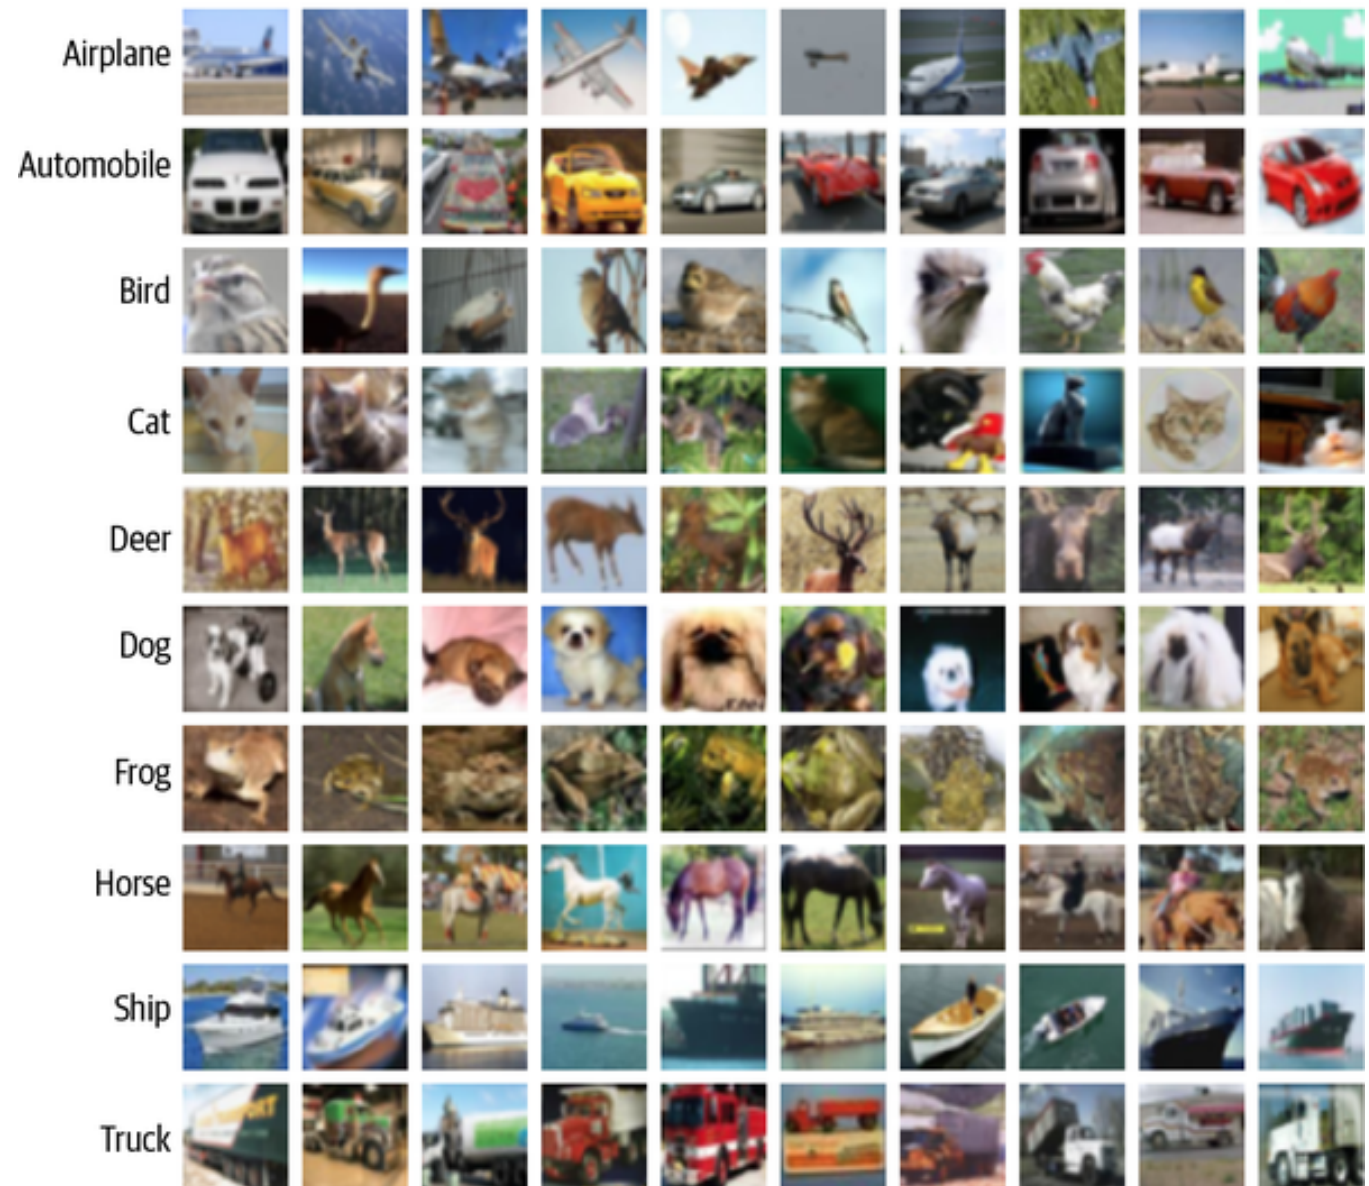 Airplane
Automobile
Bird
Cat
Deer
Dog
Frog
Horse
Ship
Truck